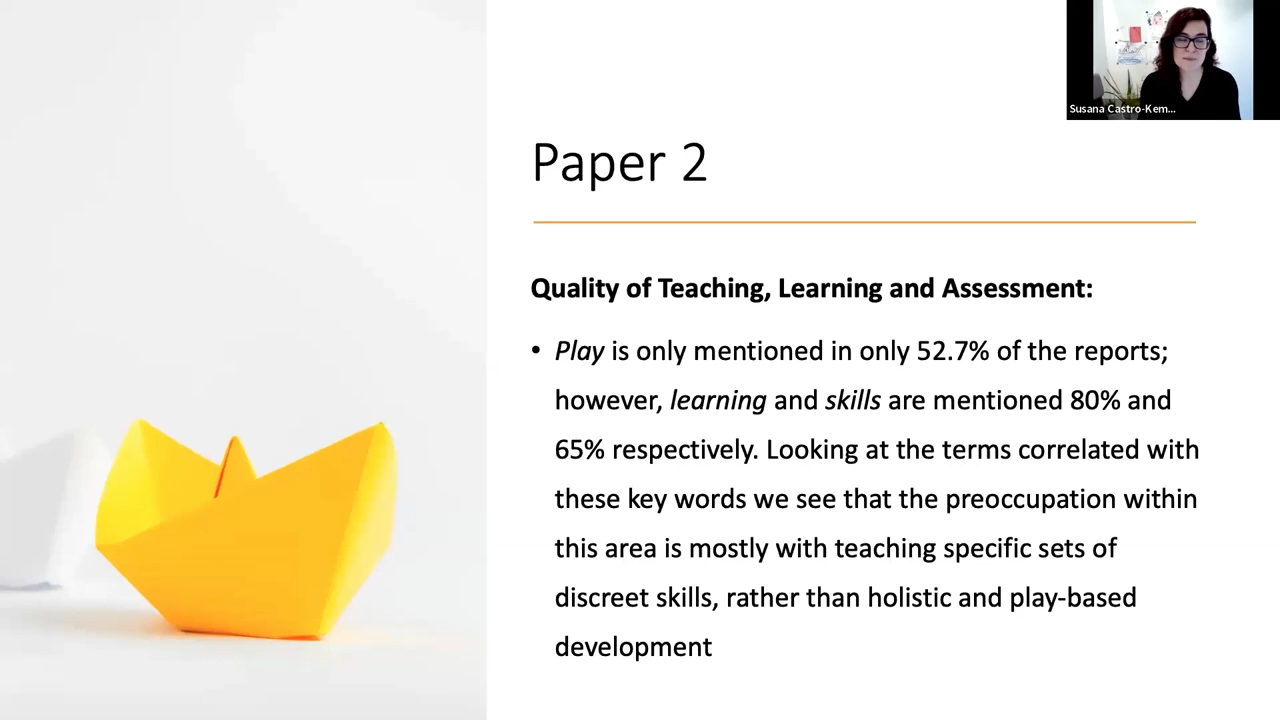 Susana Castro-Kem...
Paper 2
Quality of Teaching, Learning and Assessment:
• Play is only mentioned in only 52.7% of the reports;
however, learning and skills are mentioned 80% and
65% respectively. Looking at the terms correlated with
these key words we see that the preoccupation within
this area is mostly with teaching specific sets of
discreet skills, rather than holistic and play-based
development